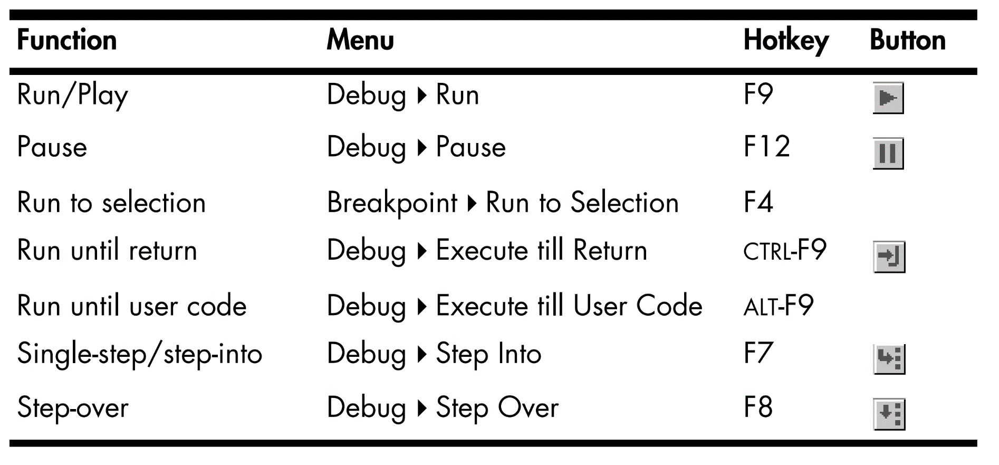 Function Menu Hotkey Button
Run/Play Debug ▸ Run F9
Pause Debug ▸ Pause F12
Run to selection Breakpoint ▸ Run to Selection F4
Run until return Debug ▸ Execute till Return CTRL-F9
Run until user code Debug ▸ Execute till User Code ALT-F9
Single-step/step-into Debug ▸ Step Into F7
Step-over Debug ▸ Step Over F8